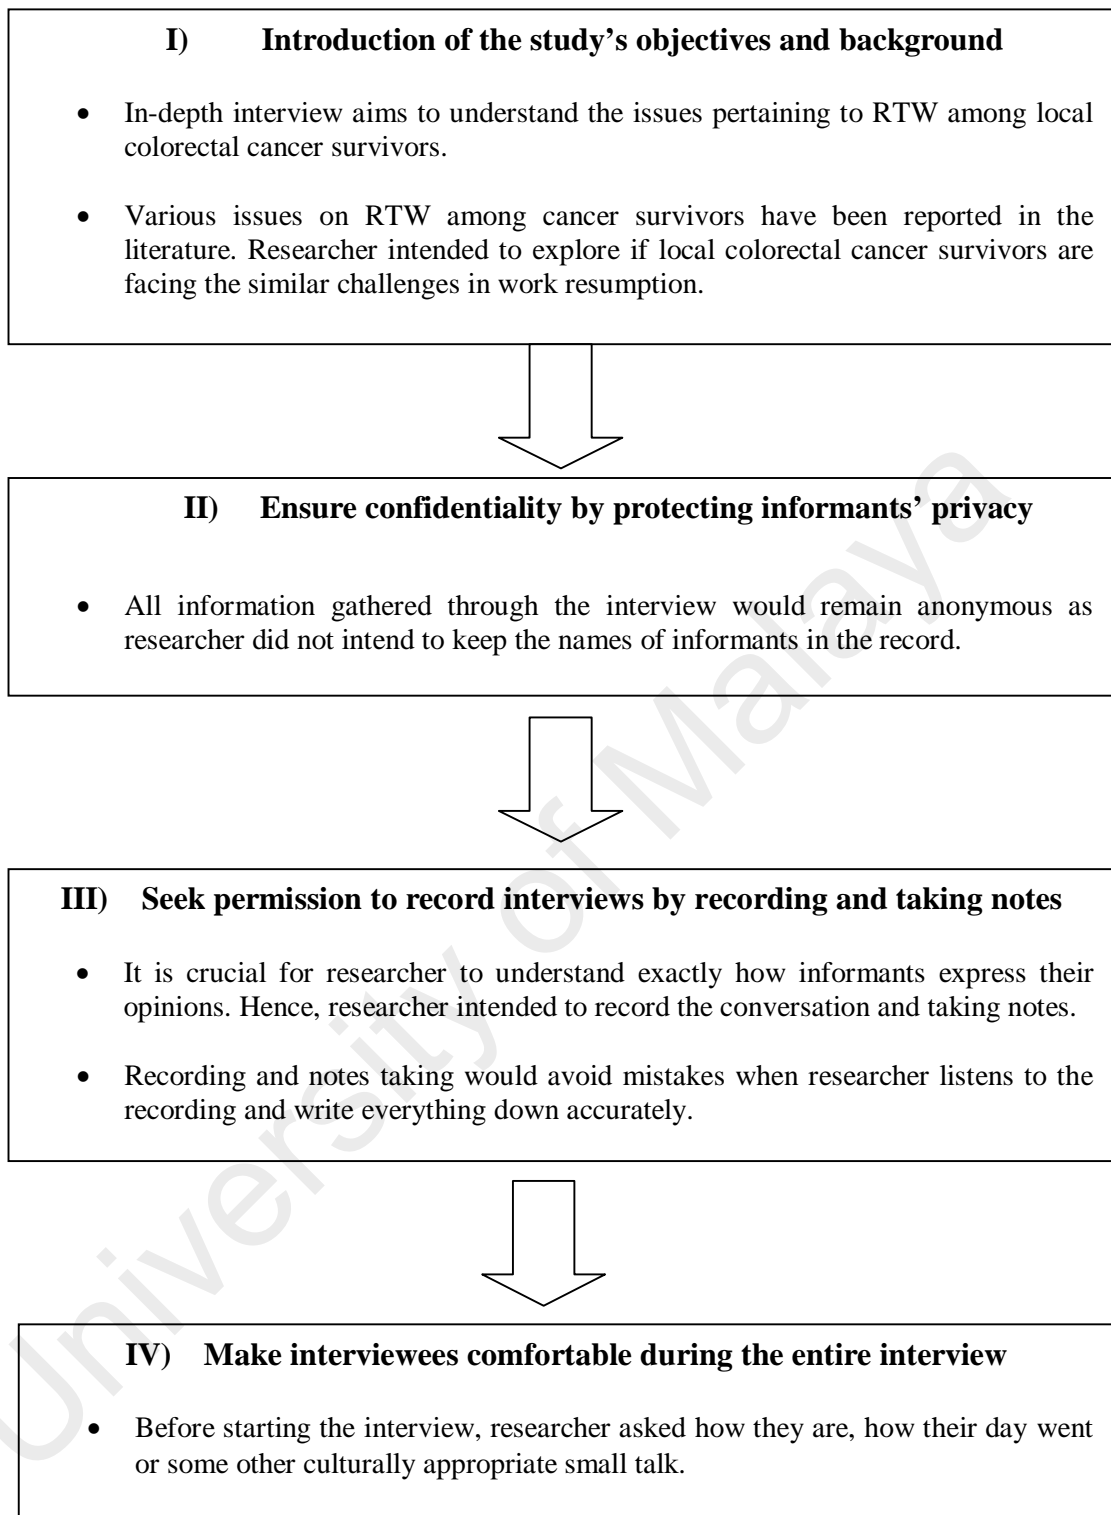 I) Introduction of the study’s objectives and background
• In-depth interview aims to understand the issues pertaining to RTW among local
colorectal cancer survivors.
• Various issues on RTW among cancer survivors have been reported in the
literature. Researcher intended to explore if local colorectal cancer survivors are
facing the similar challenges in work resumption.
II) Ensure confidentiality by protecting informants’ privacy
• All information gathered through the interview would remain anonymous as
researcher did not intend to keep the names of informants in the record.
III) Seek permission to record interviews by recording and taking notes
• It is crucial for researcher to understand exactly how informants express their
opinions. Hence, researcher intended to record the conversation and taking notes.
• Recording and notes taking would avoid mistakes when researcher listens to the
recording and write everything down accurately.
IV) Make interviewees comfortable during the entire interview
• Before starting the interview, researcher asked how they are, how their day went
or some other culturally appropriate small talk.
University of Malaya